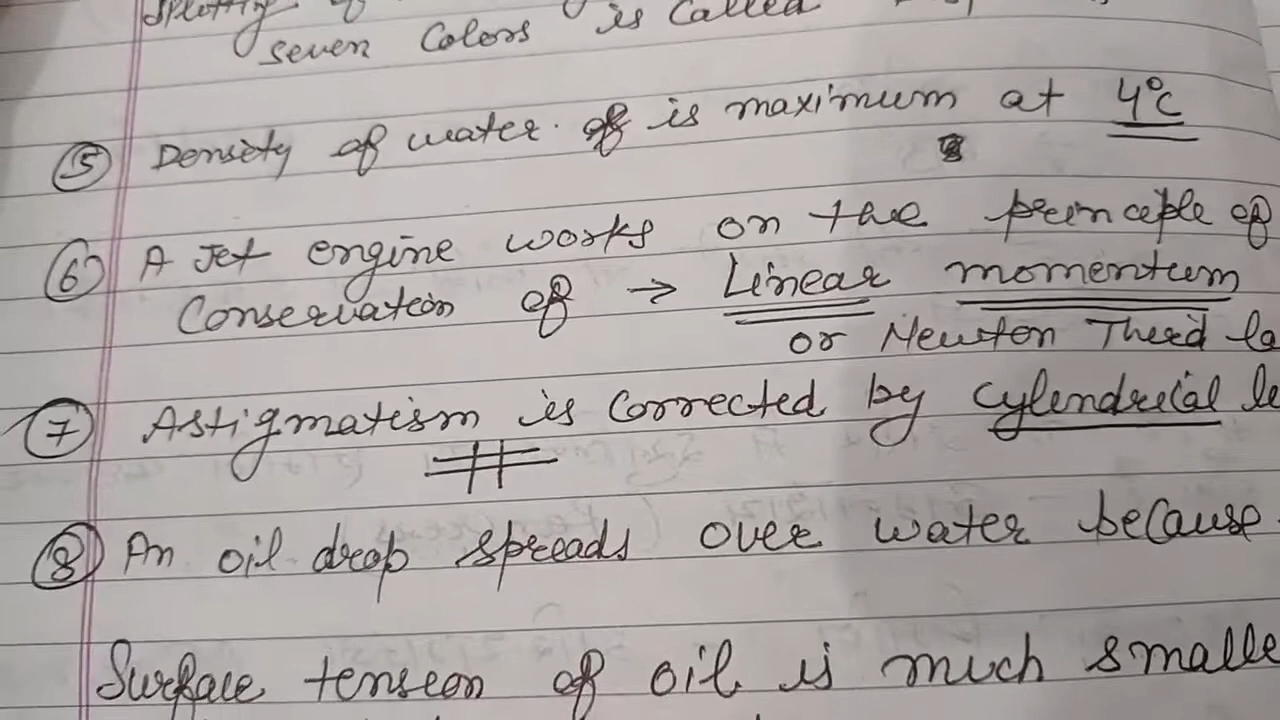 seven Colors is Called
⑤ Density of water. of is maximum at 4°C
⑥ A Jet engine works on the principle of
Conservation of → Linear momentum
or Newton Third la
⑦ Astigmatism is corrected by cylendrical le
⑧ An oil drop spreads over water because
Surface tension of oil is much smalle